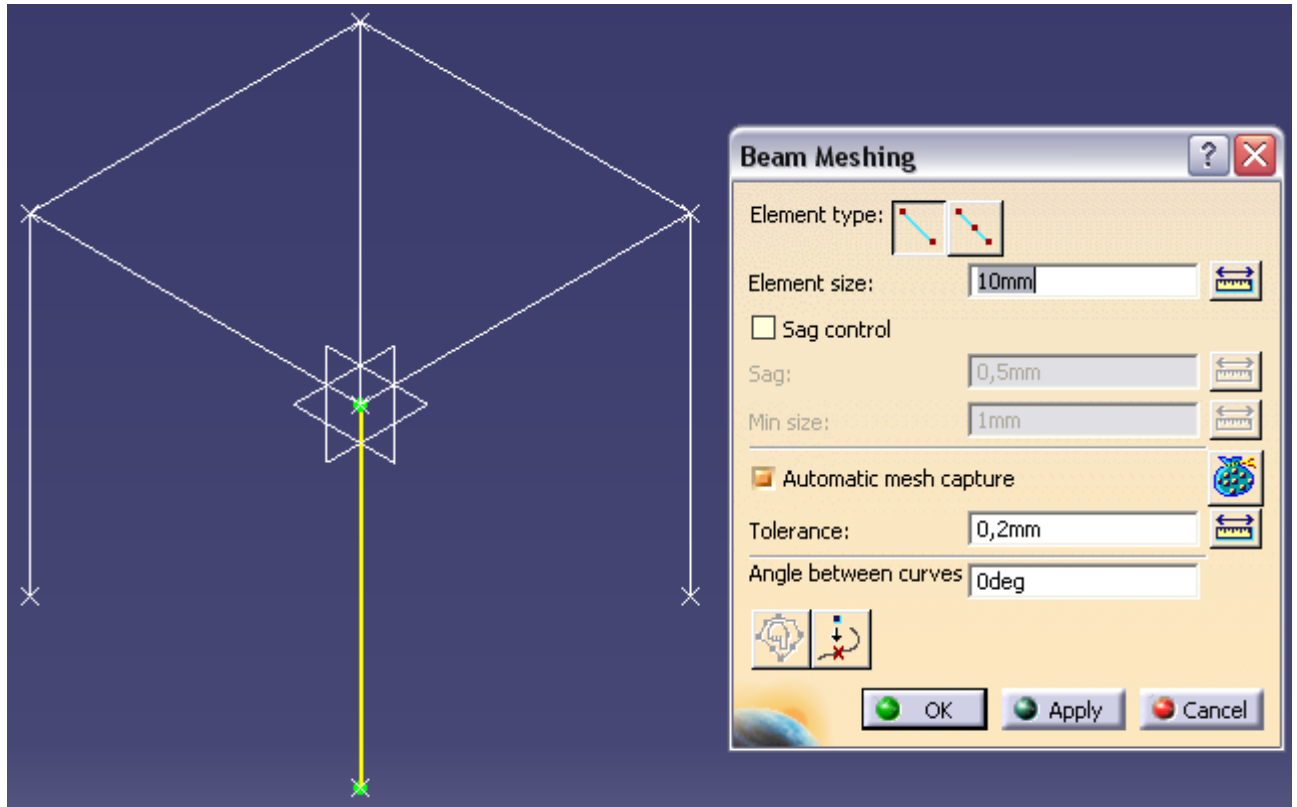 Beam Meshing
Element type:
Element size: 10mm
Sag control
Sag: 0,5mm
Min size: 1mm
Automatic mesh capture
Tolerance: 0,2mm
Angle between curves 0deg
OK Apply Cancel